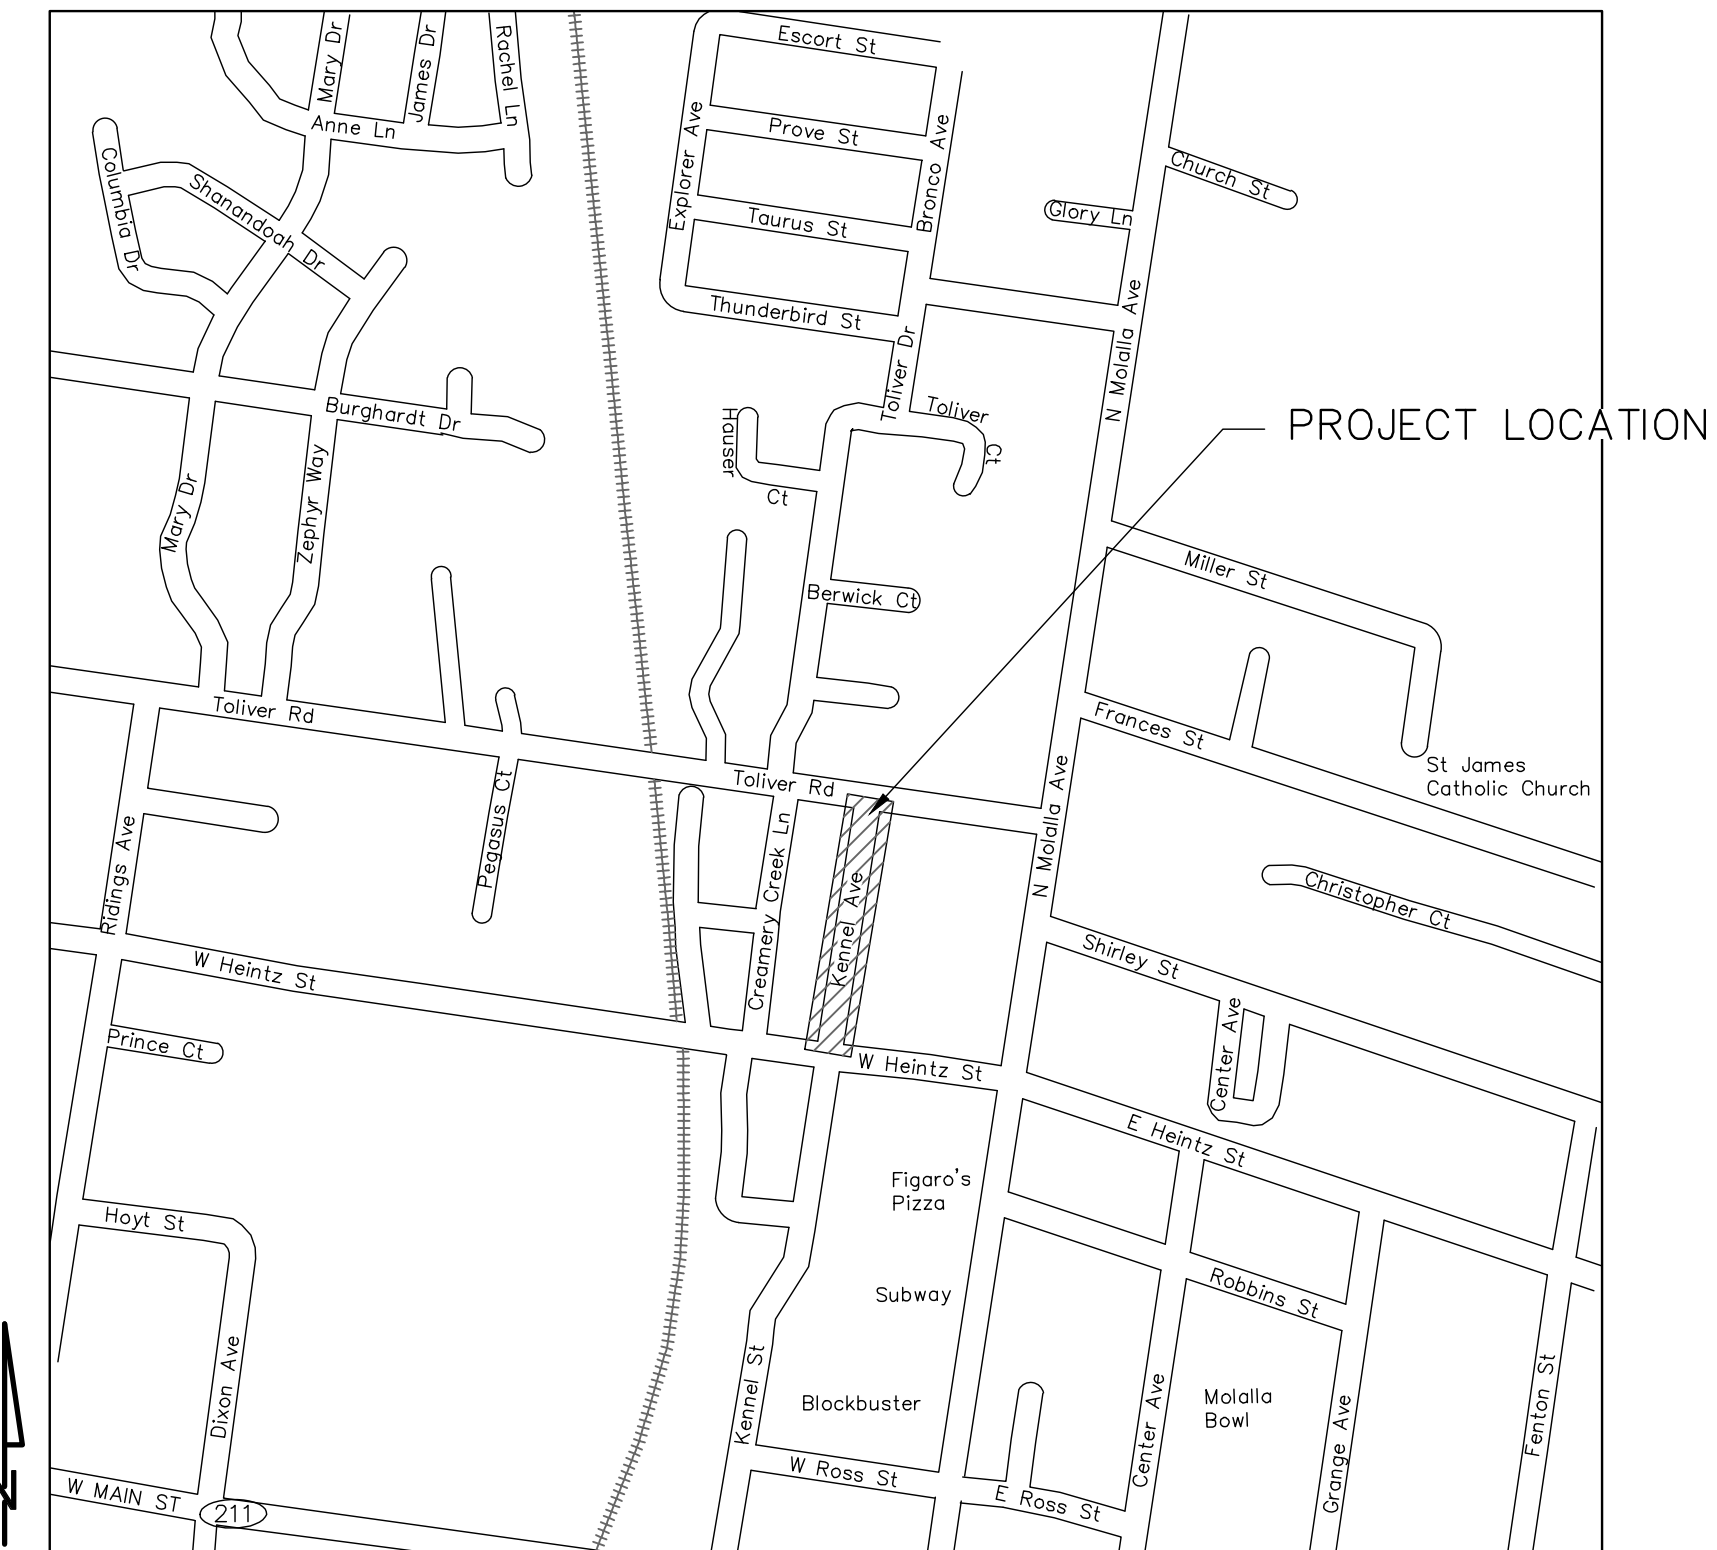 Escort St
Mary Dr
James Dr
Rachel Ln
Anne Ln
Prove St
Explorer Ave
Bronco Ave
Church St
Columbia Dr
Shanandoah Dr
Taurus St
Glory Ln
Thunderbird St
N Molalla Ave
Toliver Dr
Burghardt Dr
Hauser
Ct
Toliver
Ct
PROJECT LOCATION
Mary Dr
Zephyr Way
Miller St
Berwick Ct
Toliver Rd
Frances St
St James
Catholic Church
Toliver Rd
N Molalla Ave
Pegasus Ct
Ridings Ave
Creamery Creek Ln
Kennel Ave
Christopher Ct
Shirley St
W Heintz St
Center Ave
Prince Ct
W Heintz St
E Heintz St
Figaro's
Pizza
Hoyt St
Subway
Robbins St
Dixon Ave
Kennel St
Blockbuster
Center Ave
Molalla
Bowl
Grange Ave
Fenton St
W Ross St
E Ross St
W MAIN ST
211